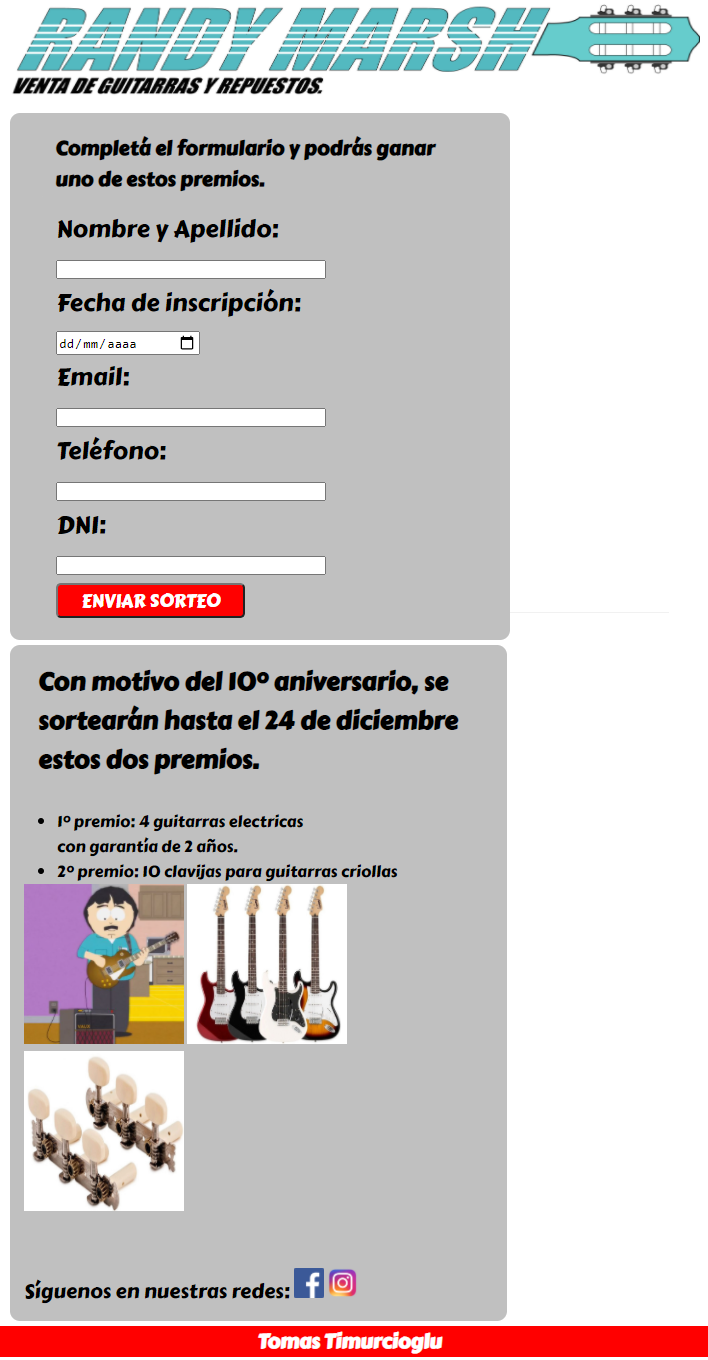 RANDY MARSH
VENTA DE GUITARRAS Y REPUESTOS.
Completá el formulario y podrás ganar
uno de estos premios.
Nombre y Apellido:
Fecha de inscripción:
dd/mm/aaaa
Email:
Teléfono:
DNI:
ENVIAR SORTEO
Con motivo del 10º aniversario, se
sortearán hasta el 24 de diciembre
estos dos premios.
1º premio: 4 guitarras electricas
con garantía de 2 años.
2º premio: 10 clavijas para guitarras criollas
Síguenos en nuestras redes:
Tomas Timurcioglu